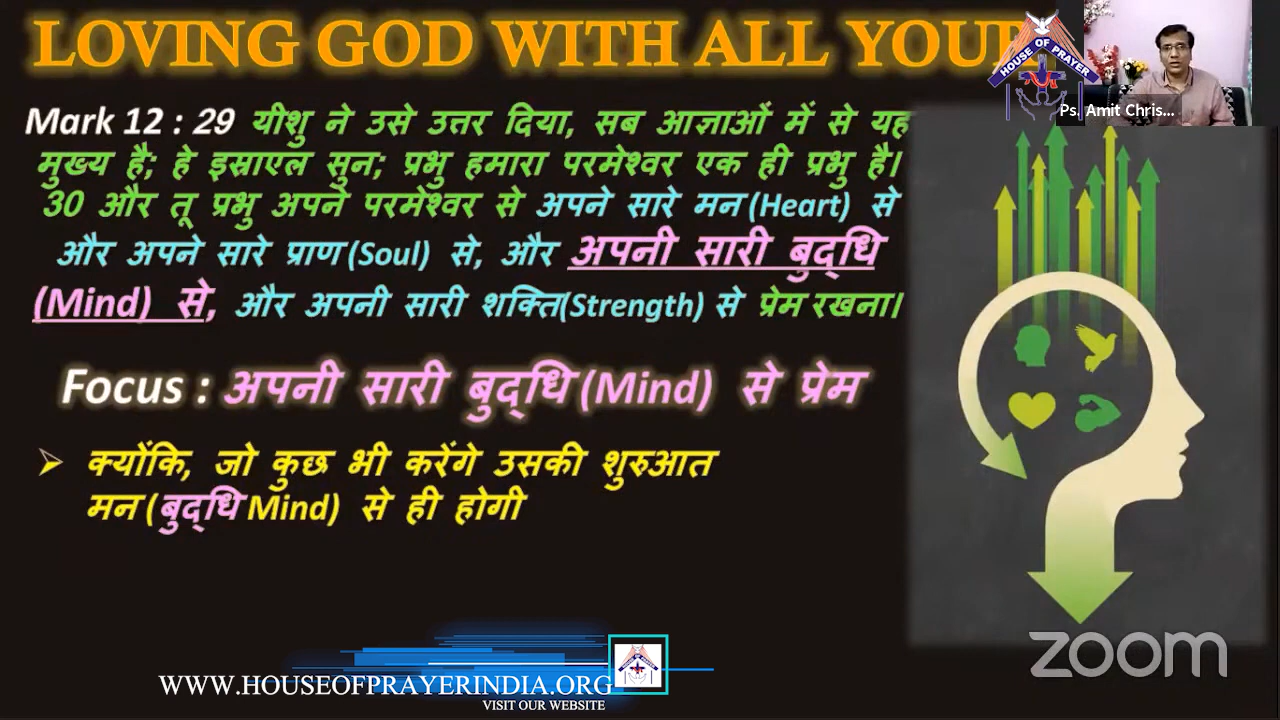 LOVING GOD WITH ALL YOUR
HOUSE OF PRAYER
Ps. Amit Chris...
Mark 12 : 29 यीशु ने उसे उत्तर दिया, सब आज्ञाओं में से यह
मुख्य है; हे इस्राएल सुन; प्रभु हमारा परमेश्वर एक ही प्रभु है।
30 और तू प्रभु अपने परमेश्वर से अपने सारे मन (Heart) से
और अपने सारे प्राण (Soul) से, और अपनी सारी बुद्धि
(Mind) से, और अपनी सारी शक्ति(Strength) से प्रेम रखना।
Focus : अपनी सारी बुद्धि (Mind) से प्रेम
➢ क्योंकि, जो कुछ भी करेंगे उसकी शुरुआत
मन (बुद्धि Mind) से ही होगी
zoom
WWW.HOUSEOFPRAYERINDIA.ORG
VISIT OUR WEBSITE